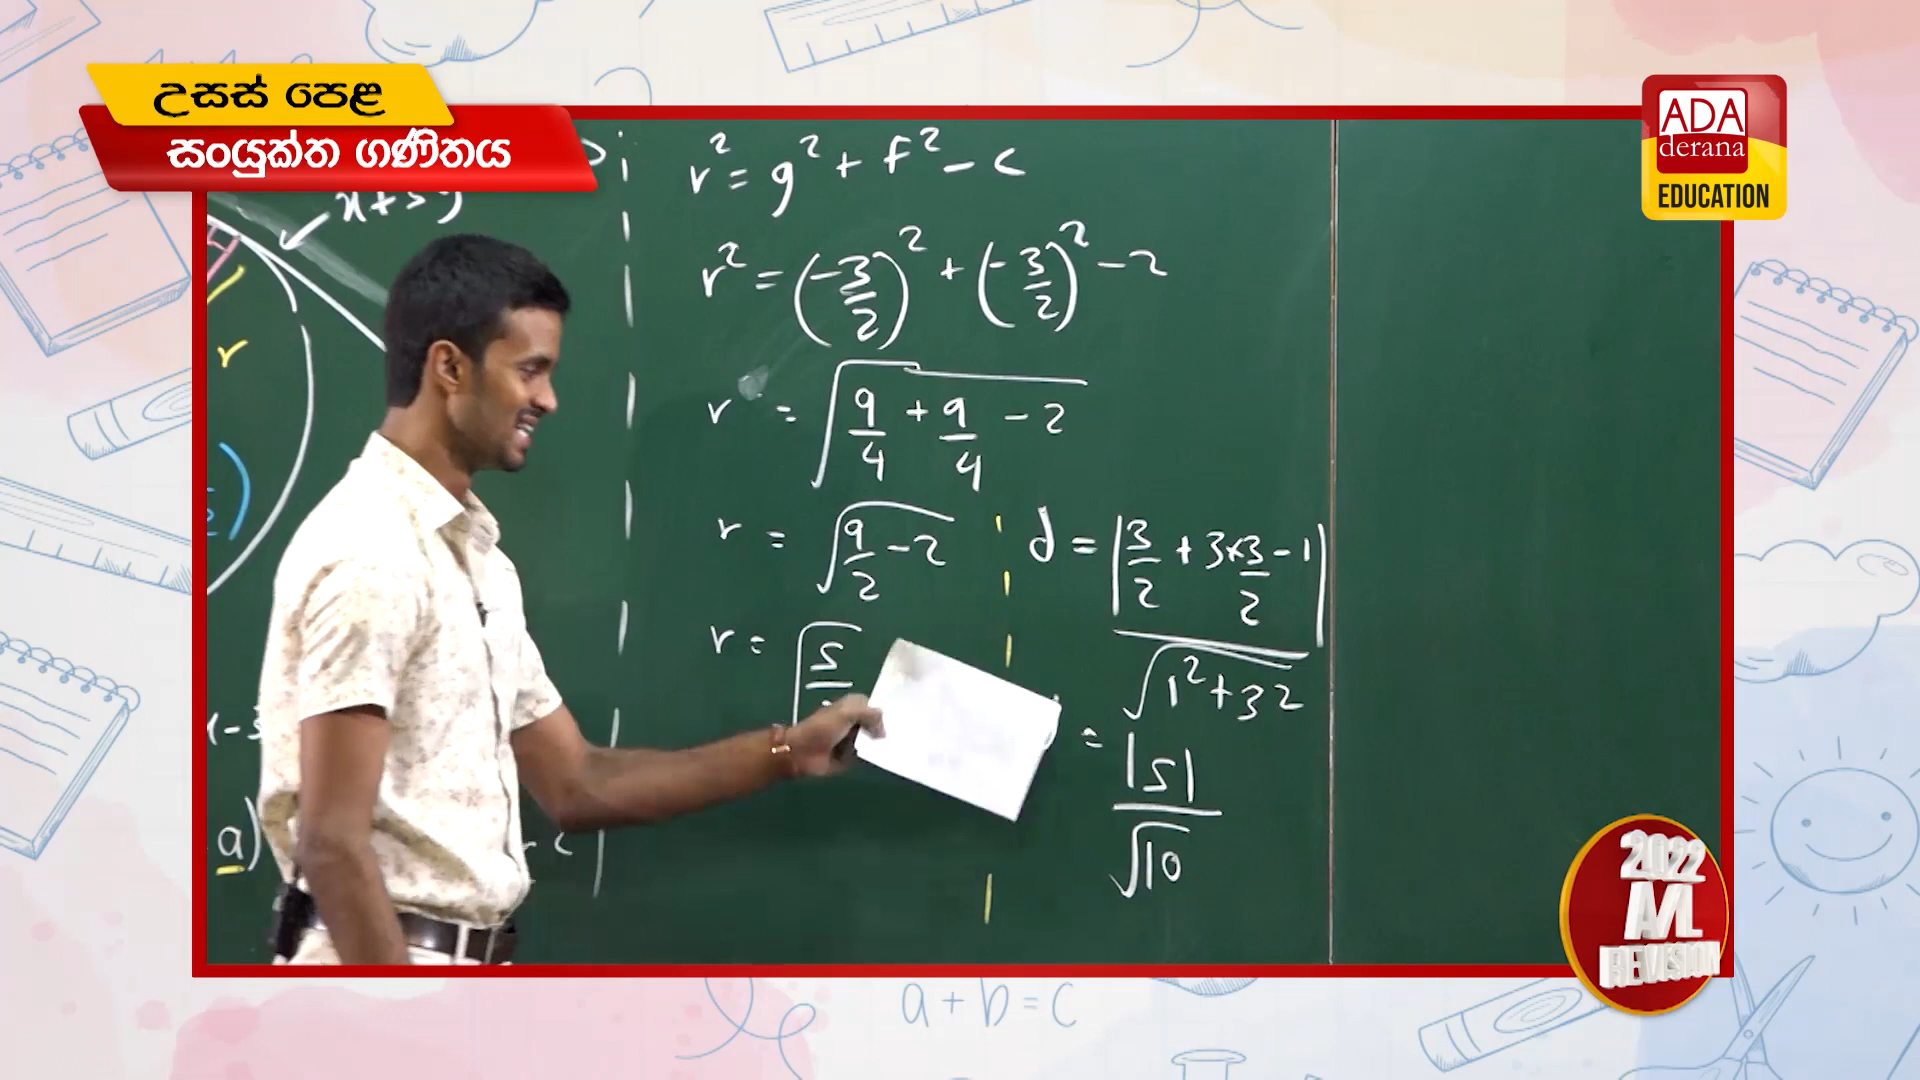 උසස් පෙළ
සංයුක්ත ගණිතය
ADA
derana
EDUCATION
x+3y
r² = g² + f² - c
r² = (-3/2)² + (-3/2)² - 2
r = √(9/4 + 9/4 - 2)
r = √(9/2 - 2)
d = |3/2 + 3×3/2 - 1|
√(1² + 3²)
r = √5
= |5|
√10
r
a)
2022
A/L
REVISION
a + b = c